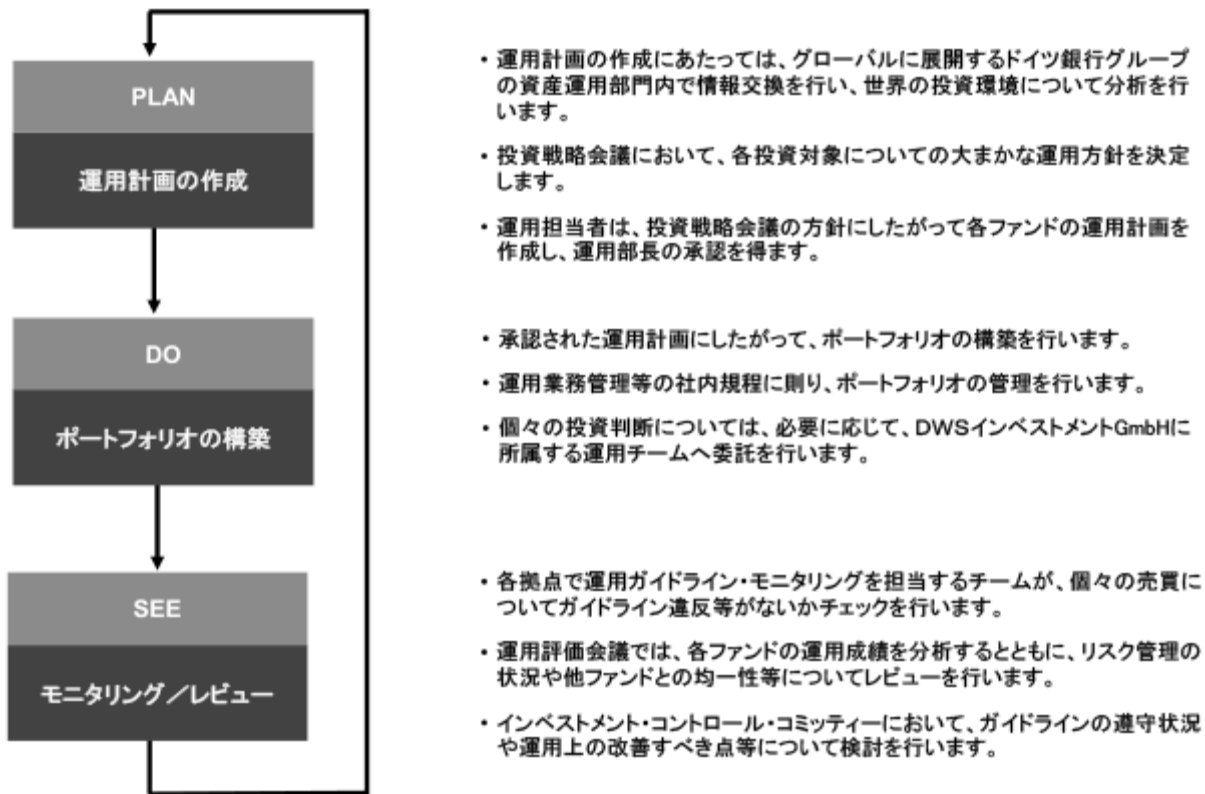 PLAN
運用計画の作成
・運用計画の作成にあたっては、グローバルに展開するドイツ銀行グループ
の資産運用部門内で情報交換を行い、世界の投資環境について分析を行
います。
・投資戦略会議において、各投資対象についての大まかな運用方針を決定
します。
・運用担当者は、投資戦略会議の方針にしたがって各ファンドの運用計画を
作成し、運用部長の承認を得ます。
DO
ポートフォリオの構築
・承認された運用計画にしたがって、ポートフォリオの構築を行います。
・運用業務管理等の社内規程に則り、ポートフォリオの管理を行います。
・個々の投資判断については、必要に応じて、DWSインベストメントGmbHに
所属する運用チームへ委託を行います。
SEE
モニタリング／レビュー
・各拠点で運用ガイドライン・モニタリングを担当するチームが、個々の売買に
ついてガイドライン違反等がないかチェックを行います。
・運用評価会議では、各ファンドの運用成績を分析するとともに、リスク管理の
状況や他ファンドとの均一性等についてレビューを行います。
・インベストメント・コントロール・コミッティーにおいて、ガイドラインの遵守状況
や運用上の改善すべき点等について検討を行います。